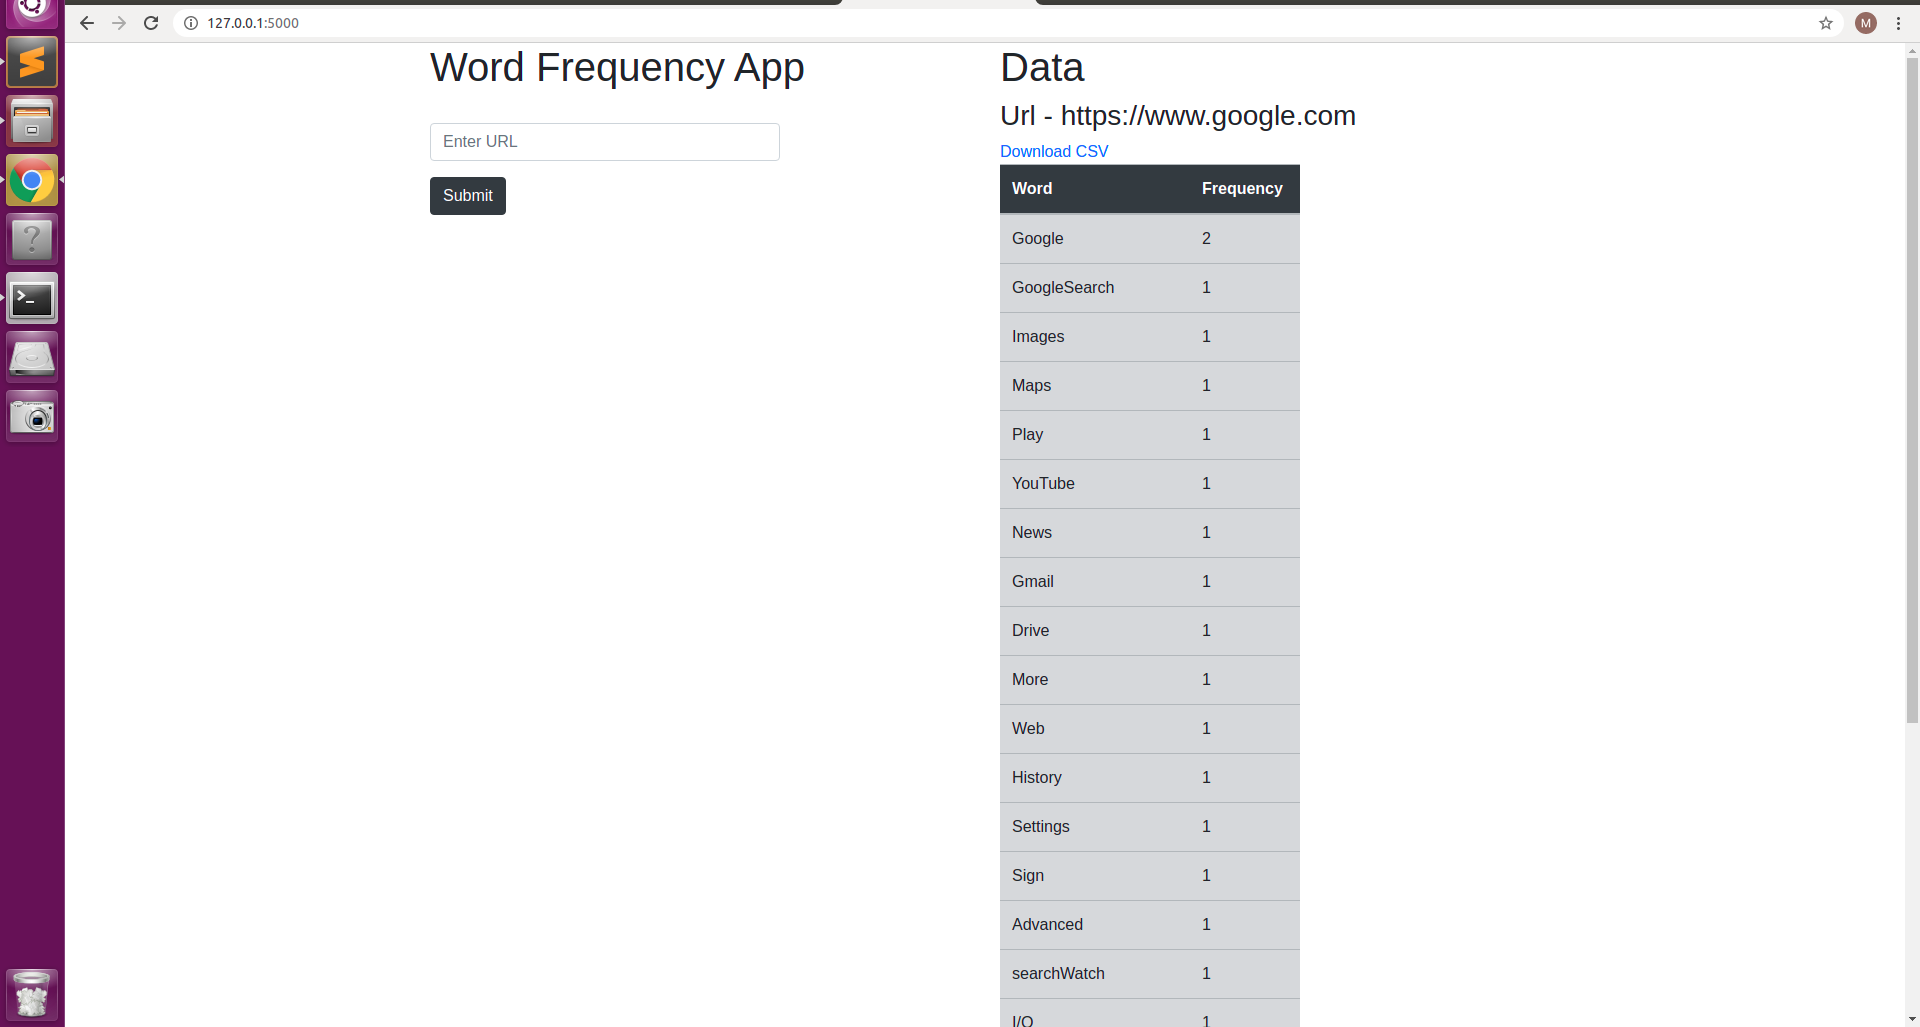 127.0.0.1:5000
M
Word Frequency App
Enter URL
Submit
Data
Url - https://www.google.com
Download CSV
Word Frequency
Google 2
GoogleSearch 1
Images 1
Maps 1
Play 1
YouTube 1
News 1
Gmail 1
Drive 1
More 1
Web 1
History 1
Settings 1
Sign 1
Advanced 1
searchWatch 1
I/O 1